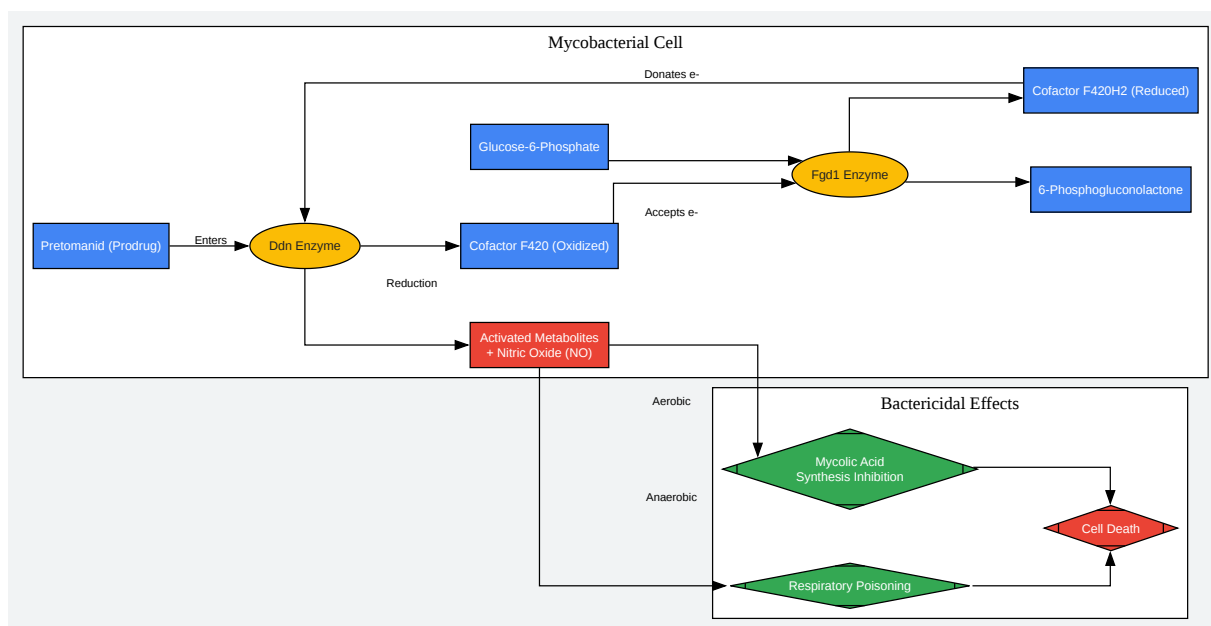 Mycobacterial Cell
Donates e-
Cofactor F420H2 (Reduced)
Glucose-6-Phosphate
Fgd1 Enzyme
6-Phosphogluconolactone
Accepts e-
Pretomanid (Prodrug)
Enters
Ddn Enzyme
Cofactor F420 (Oxidized)
Reduction
Activated Metabolites
+ Nitric Oxide (NO)
Aerobic
Bactericidal Effects
Mycolic Acid
Synthesis Inhibition
Anaerobic
Cell Death
Respiratory Poisoning